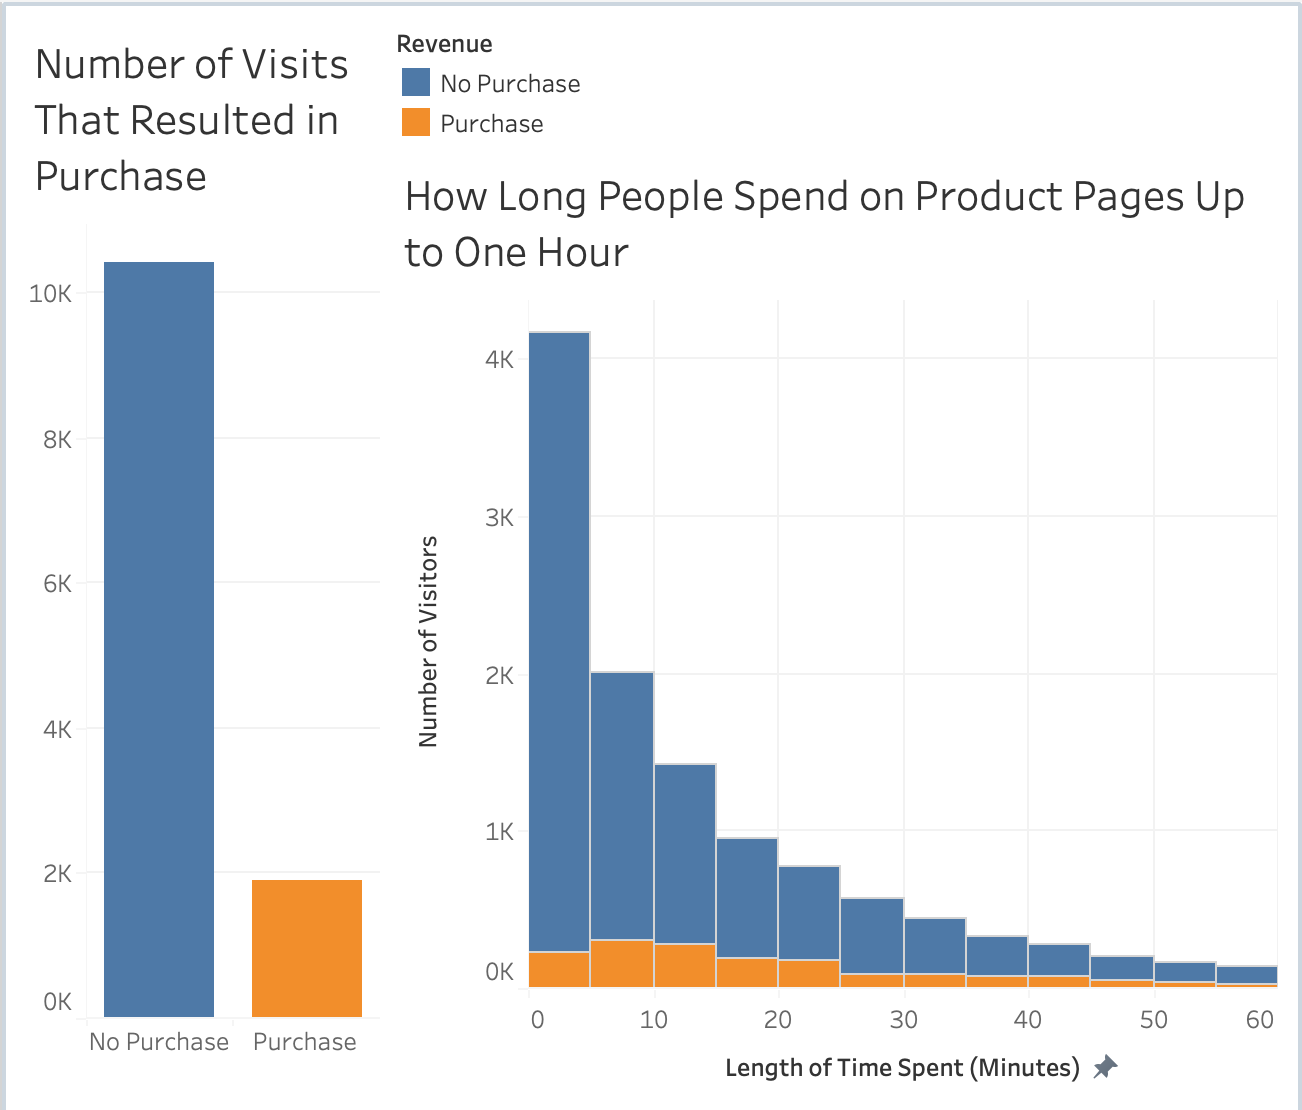 Number of Visits
That Resulted in
Purchase
Revenue
No Purchase
Purchase
How Long People Spend on Product Pages Up
to One Hour
10K
8K
6K
4K
2K
0K
No Purchase
Purchase
Number of Visitors
4K
3K
2K
1K
0K
0
10
20
30
40
50
60
Length of Time Spent (Minutes)